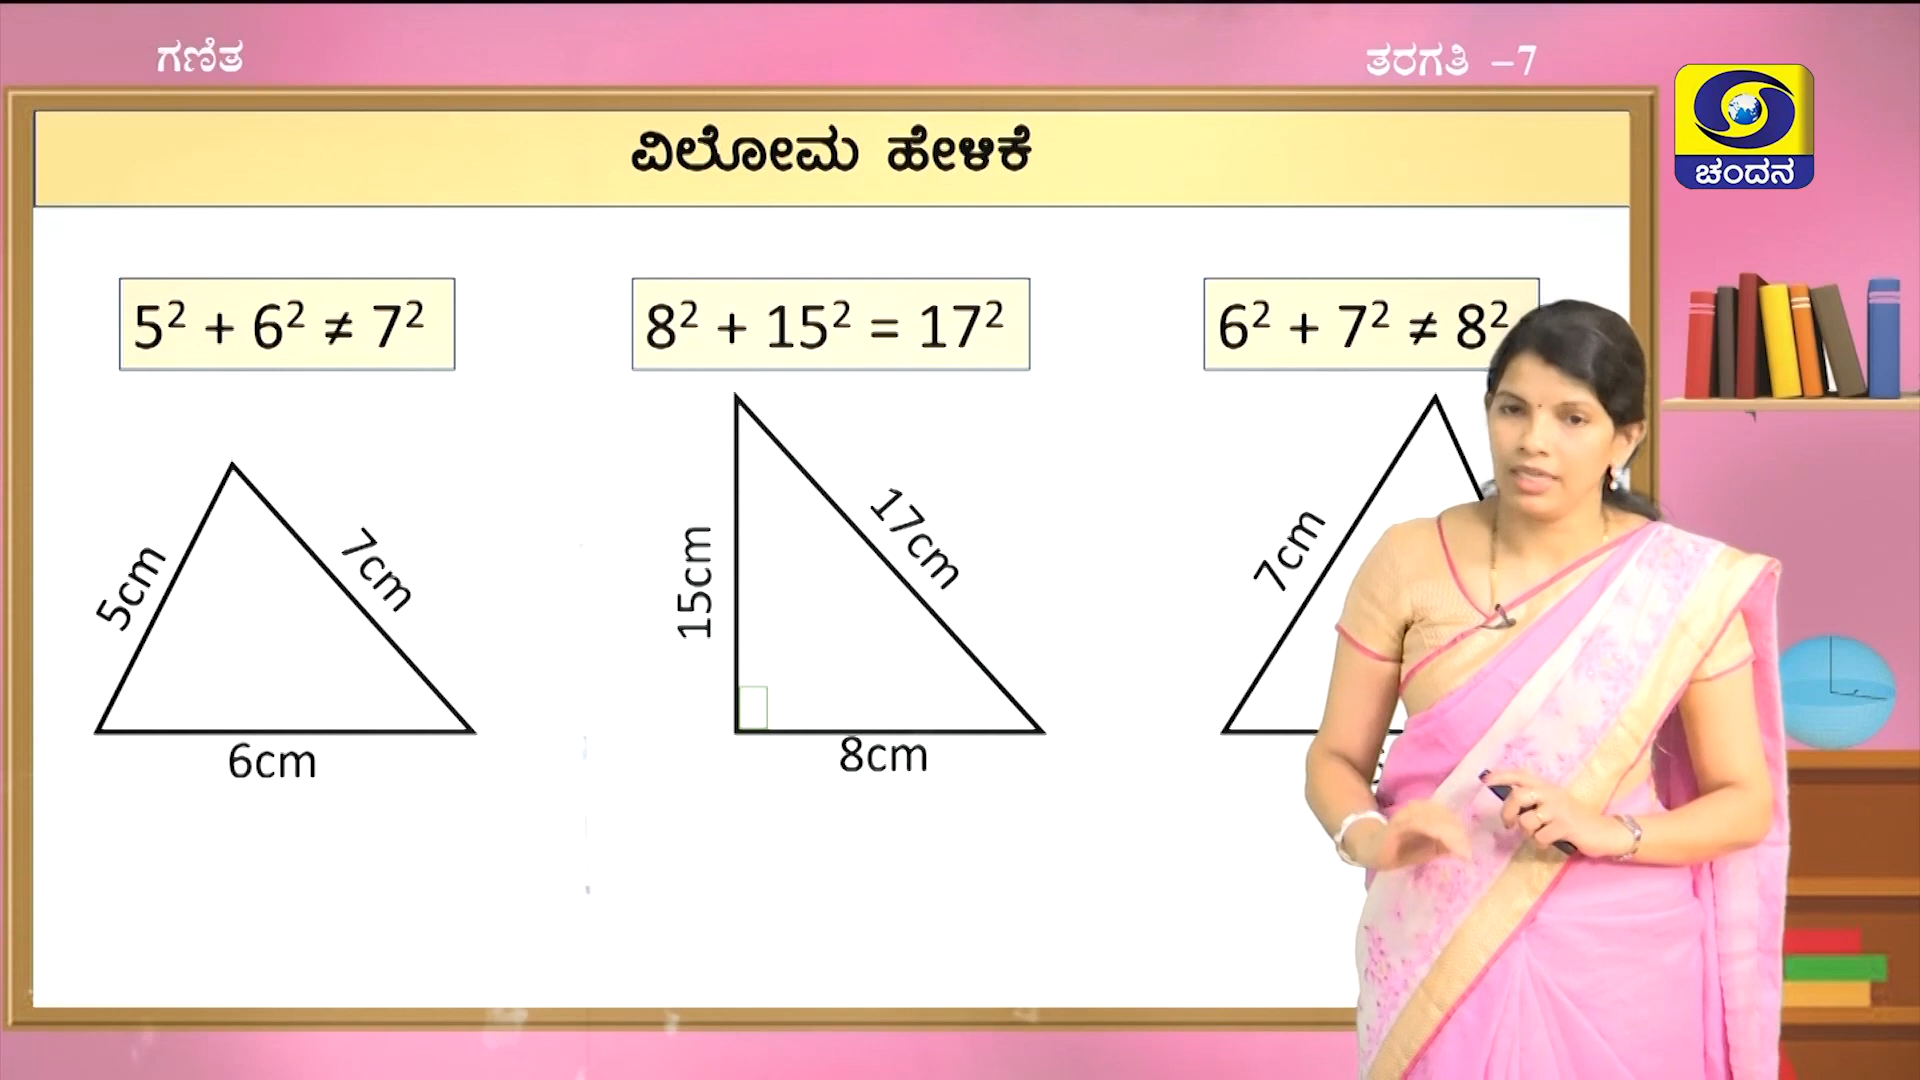 ಗಣಿತ
ತರಗತಿ –7
ಚಂದನ
ವಿಲೋಮ ಹೇಳಿಕೆ
5² + 6² ≠ 7²
8² + 15² = 17²
6² + 7² ≠ 8²
5cm
7cm
6cm
15cm
17cm
8cm
7cm